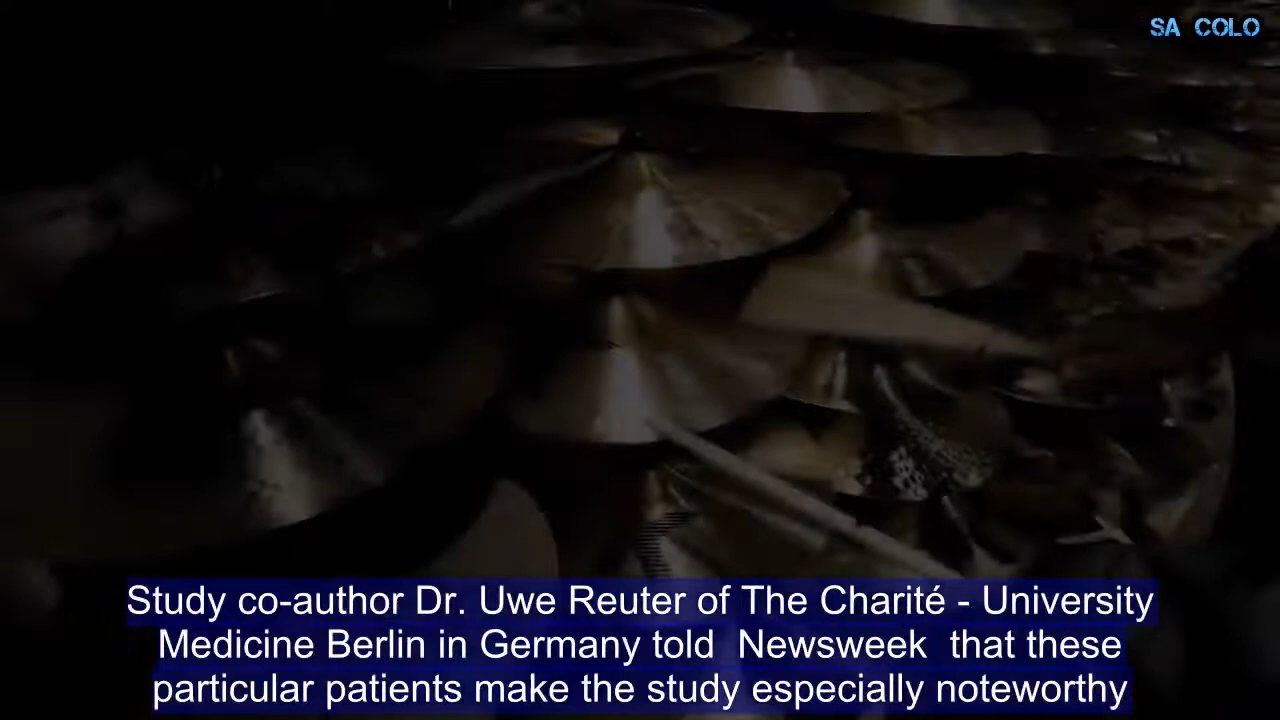 SA COLO
Study co-author Dr. Uwe Reuter of The Charité - University
Medicine Berlin in Germany told  Newsweek  that these
particular patients make the study especially noteworthy